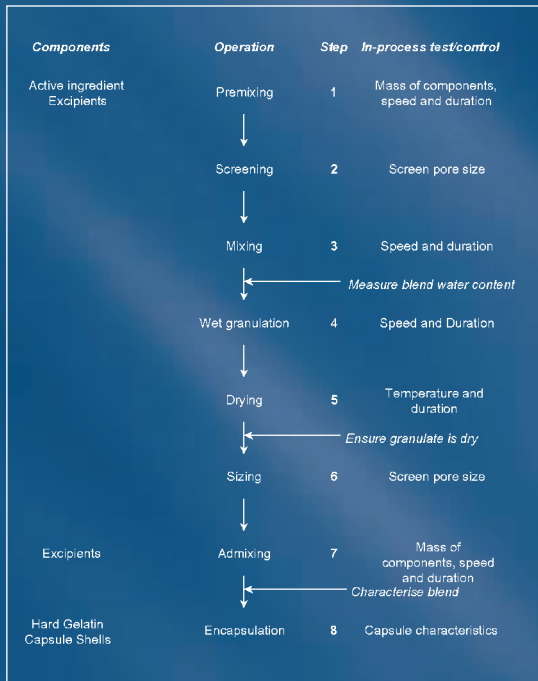 Components Operation Step In-process test/control
Active ingredient
Excipients
Premixing 1 Mass of components,
speed and duration
Screening 2 Screen pore size
Mixing 3 Speed and duration
Measure blend water content
Wet granulation 4 Speed and Duration
Drying 5 Temperature and
duration
Ensure granulate is dry
Sizing 6 Screen pore size
Excipients Admixing 7 Mass of
components, speed
and duration
Characterise blend
Hard Gelatin
Capsule Shells
Encapsulation 8 Capsule characteristics